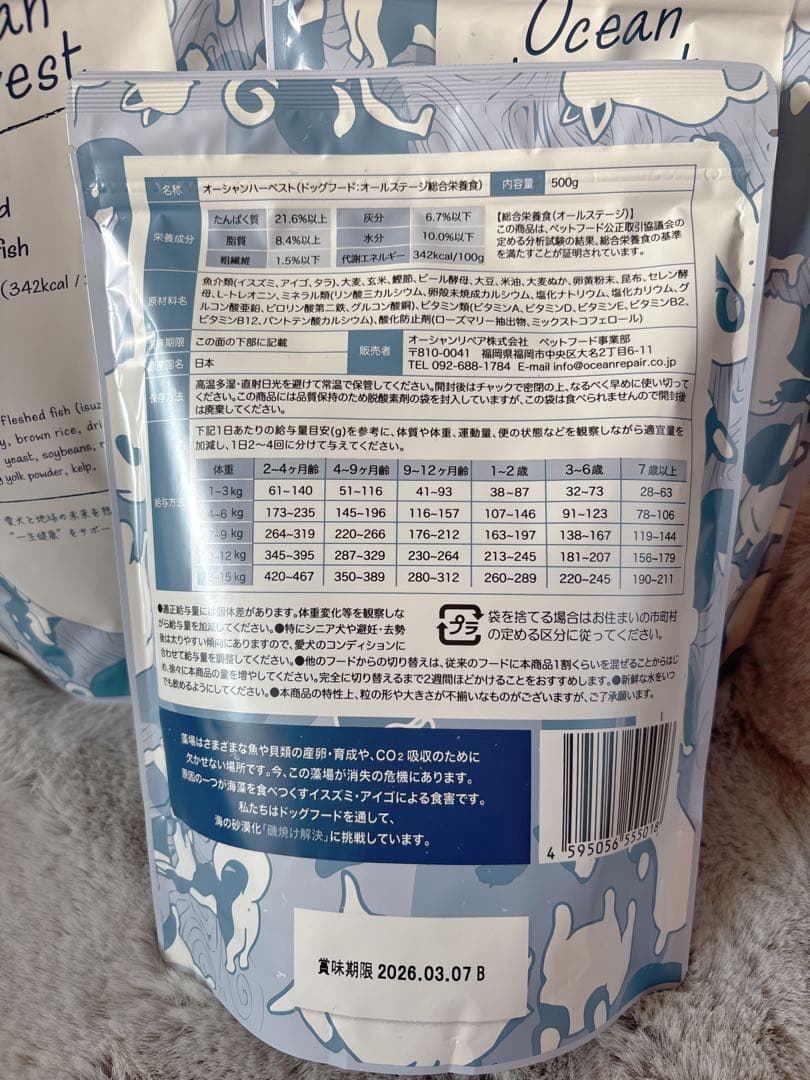 an
est
Ocean
d
fish
(342kcal /
fleshed fish (isuz
y, brown rice, dri
yeast, soybeans, r
yolk powder, kelp,
愛犬と地球の未来を想
"一生健康"をサポー
名称 オーシャンハーベスト(ドッグフード:オールステージ総合栄養食) 内容量 500g
栄養成分
たんぱく質 21.6%以上 灰分 6.7%以下
脂質 8.4%以上 水分 10.0%以下
粗繊維 1.5%以下 代謝エネルギー 342kcal/100g
【総合栄養食(オールステージ)】
この商品は、ペットフード公正取引協議会の
定める分析試験の結果、総合栄養食の基準
を満たすことが証明されています。
原材料名
魚介類(イスズミ、アイゴ、タラ)、大麦、玄米、鰹節、ビール酵母、大豆、米油、大麦ぬか、卵黄粉末、昆布、セレン酵
母、L-トレオニン、ミネラル類(リン酸三カルシウム、卵殻未焼成カルシウム、塩化ナトリウム、塩化カリウム、グ
ルコン酸亜鉛、ピロリン酸第二鉄、グルコン酸銅)、ビタミン類(ビタミンA、ビタミンD、ビタミンE、ビタミンB2、
ビタミンB12、パントテン酸カルシウム)、酸化防止剤(ローズマリー抽出物、ミックストコフェロール)
味期限 この面の下部に記載
国名 日本
販売者
オーシャンリペア株式会社 ペットフード事業部
〒810-0041 福岡県福岡市中央区大名2丁目6-11
TEL 092-688-1784 E-mail info@oceanrepair.co.jp
保存方法
高温多湿・直射日光を避けて常温で保管してください。開封後はチャックで密閉の上、なるべく早めに使い切って
ください。この商品には品質保持のため脱酸素剤の袋を封入していますが、この袋は食べられませんので開封後
は廃棄してください。
給与方法
下記1日あたりの給与量目安(g)を参考に、体質や体重、運動量、便の状態などを観察しながら適宜量を
加減し、1日2~4回に分けて与えてください。
体重 2~4ヶ月齢 4~9ヶ月齢 9~12ヶ月齢 1~2歳 3~6歳 7歳以上
1~3kg 61~140 51~116 41~93 38~87 32~73 28~63
4~6kg 173~235 145~196 116~157 107~146 91~123 78~106
7~9kg 264~319 220~266 176~212 163~197 138~167 119~144
~12kg 345~395 287~329 230~264 213~245 181~207 156~179
~15kg 420~467 350~389 280~312 260~289 220~245 190~211
●適正給与量には個体差があります。体重変化等を観察しな
がら給与量を加減してください。●特にシニア犬や避妊・去勢
後は太りやすい傾向にありますので、愛犬のコンディションに
合わせて給与量を調整してください。●他のフードからの切り替えは、従来のフードに本商品1割くらいを混ぜることからはじ
め、徐々に本商品の量を増やしてください。完全に切り替えるまで2週間ほどかけることをおすすめします。●新鮮な水をいつ
でも飲めるようにしてください。●本商品の特性上、粒の形や大きさが不揃いなものがございますが、ご了承願います。
プラ
袋を捨てる場合はお住まいの市町村
の定める区分に従ってください。
藻場はさまざまな魚や貝類の産卵・育成や、CO2 吸収のために
欠かせない場所です。今、この藻場が消失の危機にあります。
原因の一つが海藻を食べつくすイスズミ・アイゴによる食害です。
私たちはドッグフードを通して、
海の砂漠化「磯焼け解決」に挑戦しています。
4 595056 555018
賞味期限 2026.03.07 B